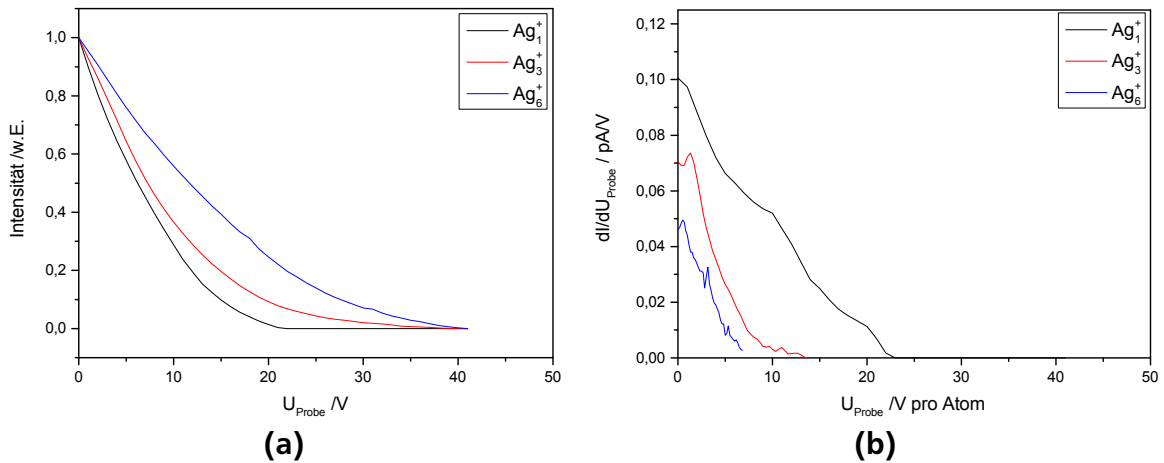 Intensität /w.E.
1,0
0,8
0,6
0,4
0,2
0,0
0 10 20 30 40 50
U_Probe /V
Ag₁⁺
Ag₃⁺
Ag₆⁺
(a)
dI/dU_Probe / pA/V
0,12
0,10
0,08
0,06
0,04
0,02
0,00
0 10 20 30 40 50
U_Probe /V pro Atom
Ag₁⁺
Ag₃⁺
Ag₆⁺
(b)